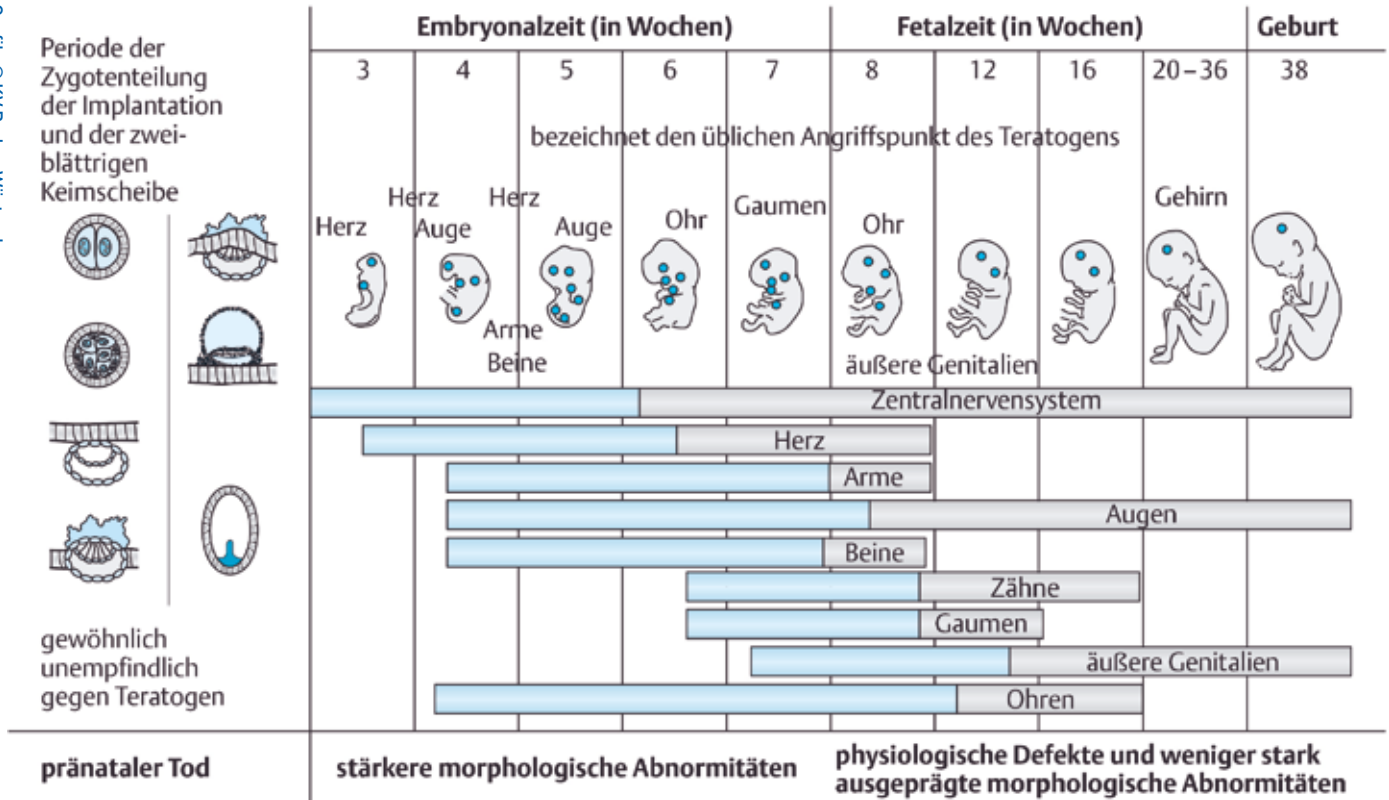 Embryonalzeit (in Wochen)
Fetalzeit (in Wochen)
Geburt
Periode der
Zygotenteilung
der Implantation
und der zwei-
blättrigen
Keimscheibe
3
4
5
6
7
8
12
16
20–36
38
bezeichnet den üblichen Angriffspunkt des Teratogens
Herz
Herz
Auge
Herz
Auge
Ohr
Gaumen
Ohr
Gehirn
Arme
Beine
äußere Genitalien
Zentralnervensystem
Herz
Arme
Augen
Beine
Zähne
Gaumen
äußere Genitalien
Ohren
gewöhnlich
unempfindlich
gegen Teratogen
pränataler Tod
stärkere morphologische Abnormitäten
physiologische Defekte und weniger stark
ausgeprägte morphologische Abnormitäten